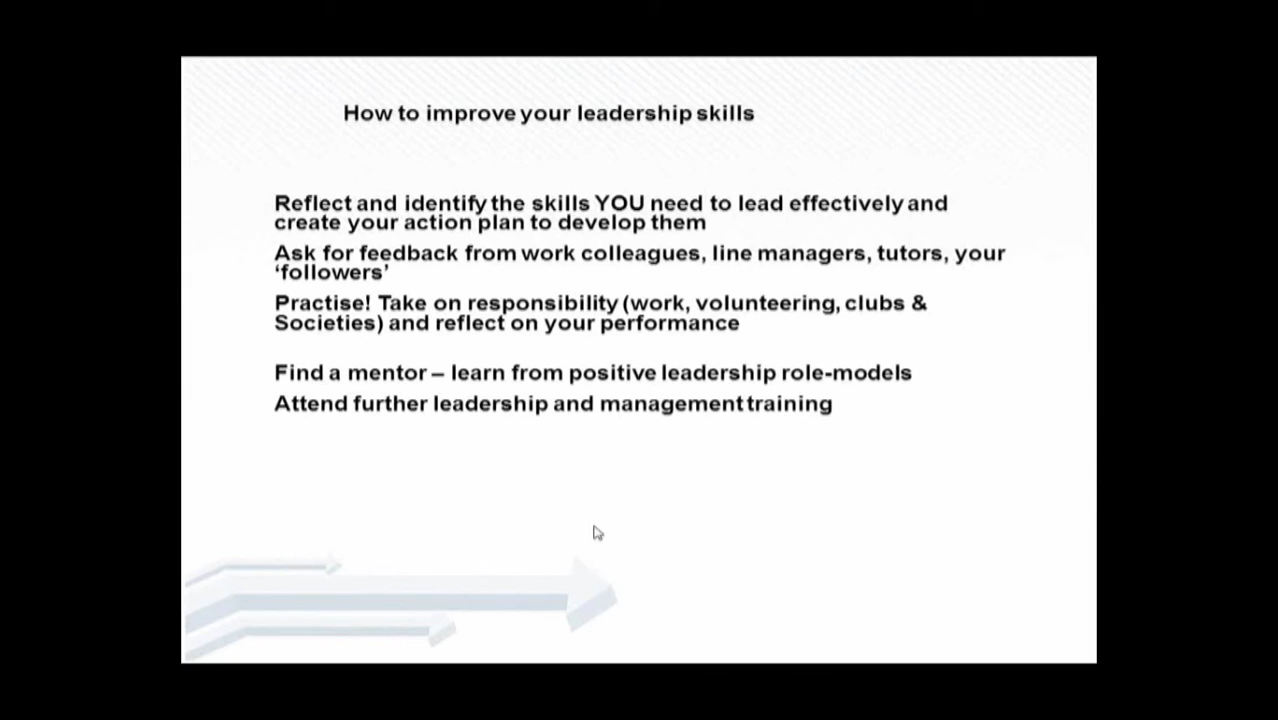 How to improve your leadership skills
Reflect and identify the skills YOU need to lead effectively and
create your action plan to develop them
Ask for feedback from work colleagues, line managers, tutors, your
‘followers’
Practise! Take on responsibility (work, volunteering, clubs &
Societies) and reflect on your performance
Find a mentor – learn from positive leadership role-models
Attend further leadership and management training